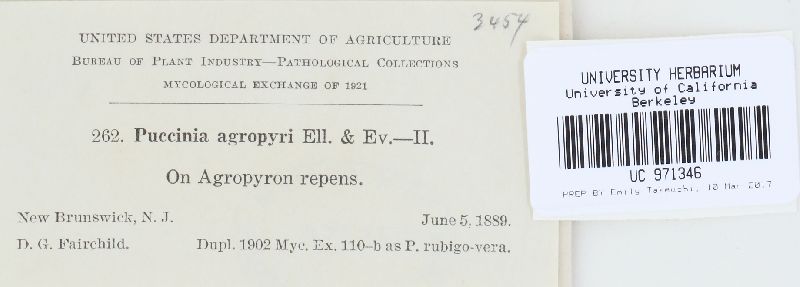 3454
UNITED STATES DEPARTMENT OF AGRICULTURE
BUREAU OF PLANT INDUSTRY—PATHOLOGICAL COLLECTIONS
MYCOLOGICAL EXCHANGE OF 1921
262. Puccinia agropyri Ell. & Ev.—II.
On Agropyron repens.
New Brunswick, N. J. June 5, 1889.
D. G. Fairchild. Dupl. 1902 Myc. Ex. 110-b as P. rubigo-vera.
UNIVERSITY HERBARIUM
University of California
Berkeley
UC 971346
PREP BY Emily 10 Mar